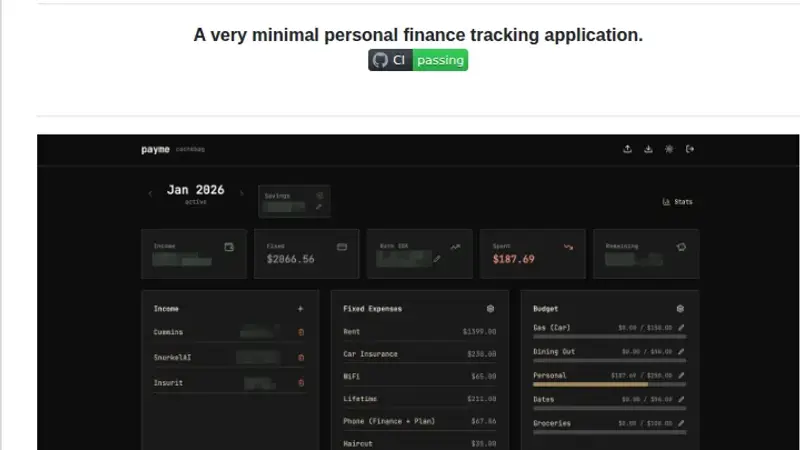 A very minimal personal finance tracking application.
CI passing
payme
Jan 2026
active
Savings
Stats
Income
Fixed
$2066.56
Spent
$187.69
Remaining
Income
Cummins
SnorkelAI
Insurit
Fixed Expenses
Rent $1399.00
Car Insurance $230.00
WiFi $65.00
Lifetime $211.00
Phone (Finance + Plan) $67.56
Haircut $35.00
Budget
Gas (Car) $0.00 / $150.00
Dining Out $0.00 / $50.00
Personal $187.69 / $250.00
Dates $0.00 /
Groceries $0.00 / $100.00